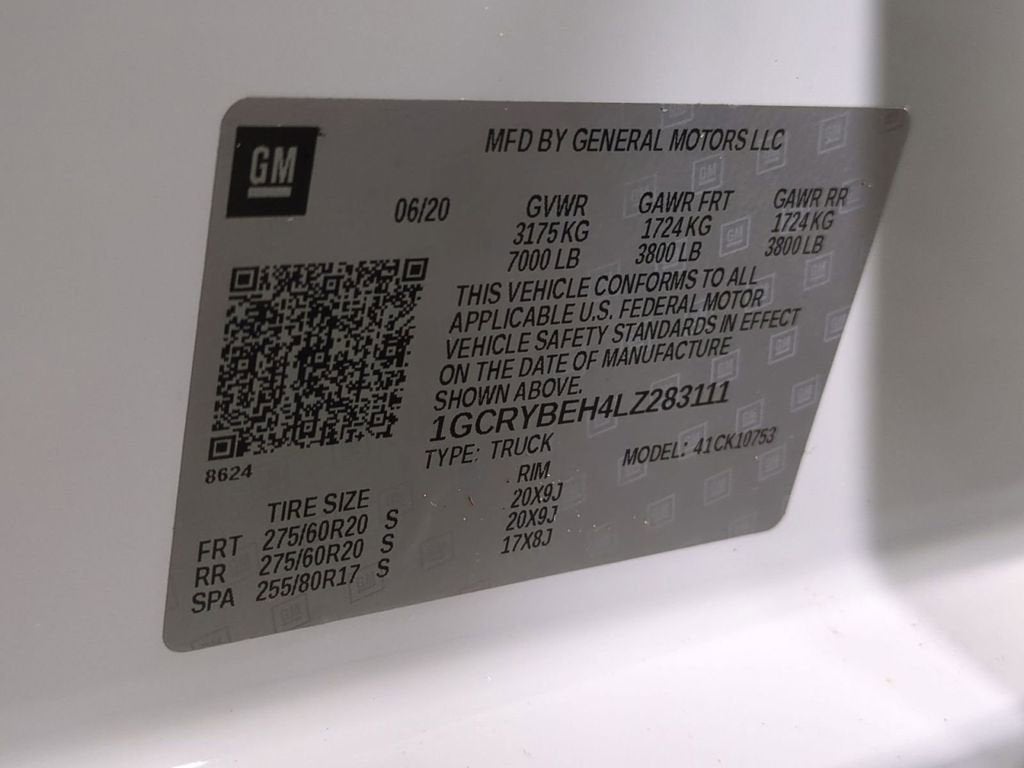 GM
MFD BY GENERAL MOTORS LLC
06/20 GVWR GAWR FRT GAWR RR
3175 KG 1724 KG 1724 KG
7000 LB 3800 LB 3800 LB
THIS VEHICLE CONFORMS TO ALL
APPLICABLE U.S. FEDERAL MOTOR
VEHICLE SAFETY STANDARDS IN EFFECT
ON THE DATE OF MANUFACTURE
SHOWN ABOVE.
1GCRYBEH4LZ283111
8624
TYPE: TRUCK MODEL: 41CK10753
TIRE SIZE RIM
FRT 275/60R20 S 20X9J
RR 275/60R20 S 20X9J
SPA 255/80R17 S 17X8J